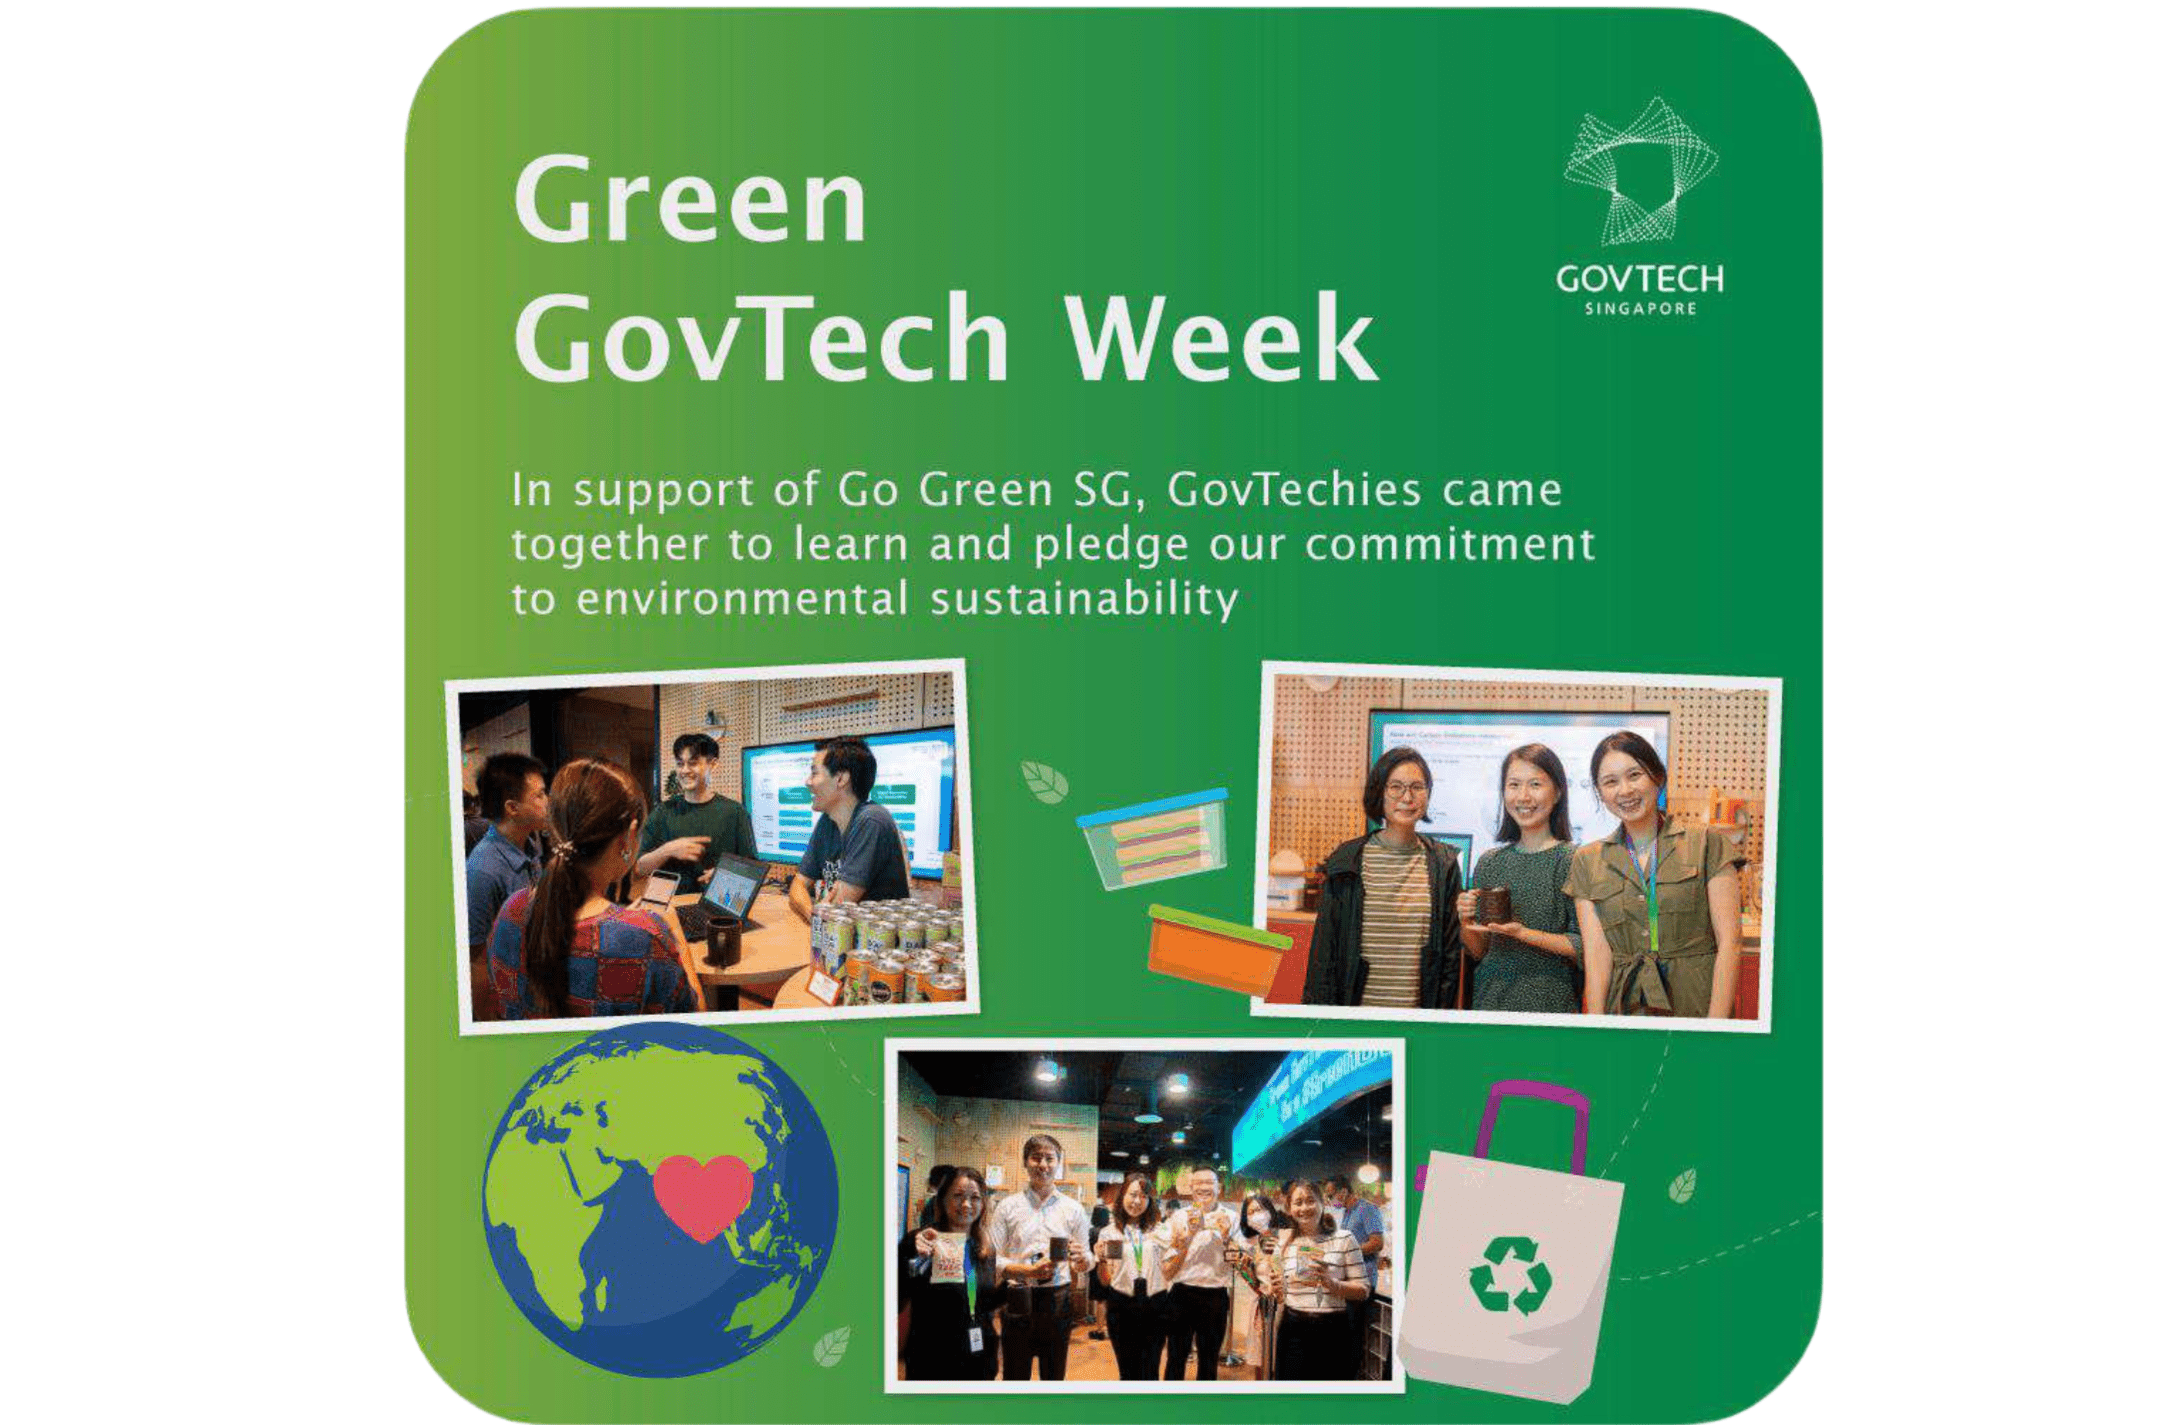 Green
GovTech Week
GOVTECH
SINGAPORE
In support of Go Green SG, GovTechies came
together to learn and pledge our commitment
to environmental sustainability